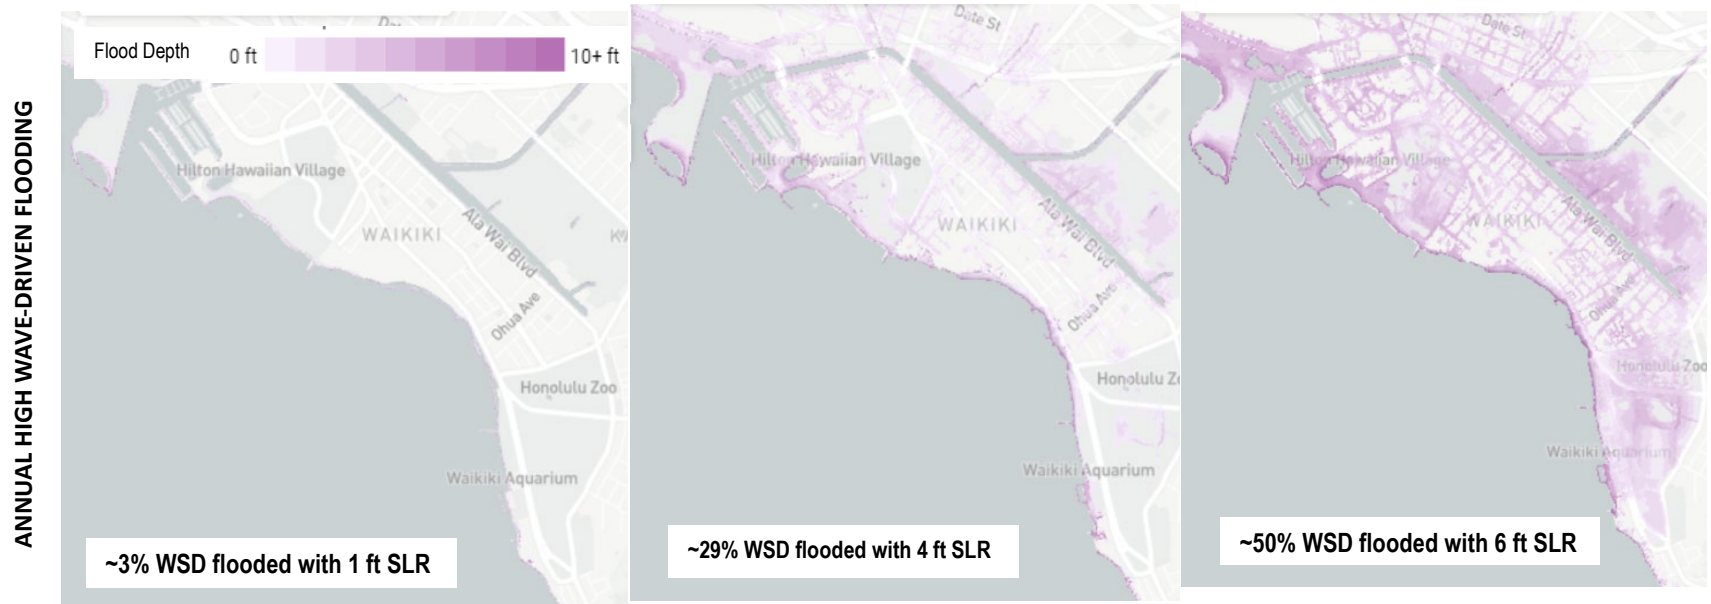 ANNUAL HIGH WAVE-DRIVEN FLOODING
Flood Depth 0 ft 10+ ft
Hilton Hawaiian Village
WAIKIKI
Ala Wai Blvd
Ohua Ave
Honolulu Zoo
Waikiki Aquarium
~3% WSD flooded with 1 ft SLR
Date St
Hilton Hawaiian Village
WAIKIKI
Ala Wai Blvd
Ohua Ave
Honolulu Z
Waikiki Aquarium
~29% WSD flooded with 4 ft SLR
Date St
Hilton Hawaiian Village
WAIKIKI
Ala Wai Blvd
Ohua Ave
Honolulu Zoo
Waikiki Aquarium
~50% WSD flooded with 6 ft SLR